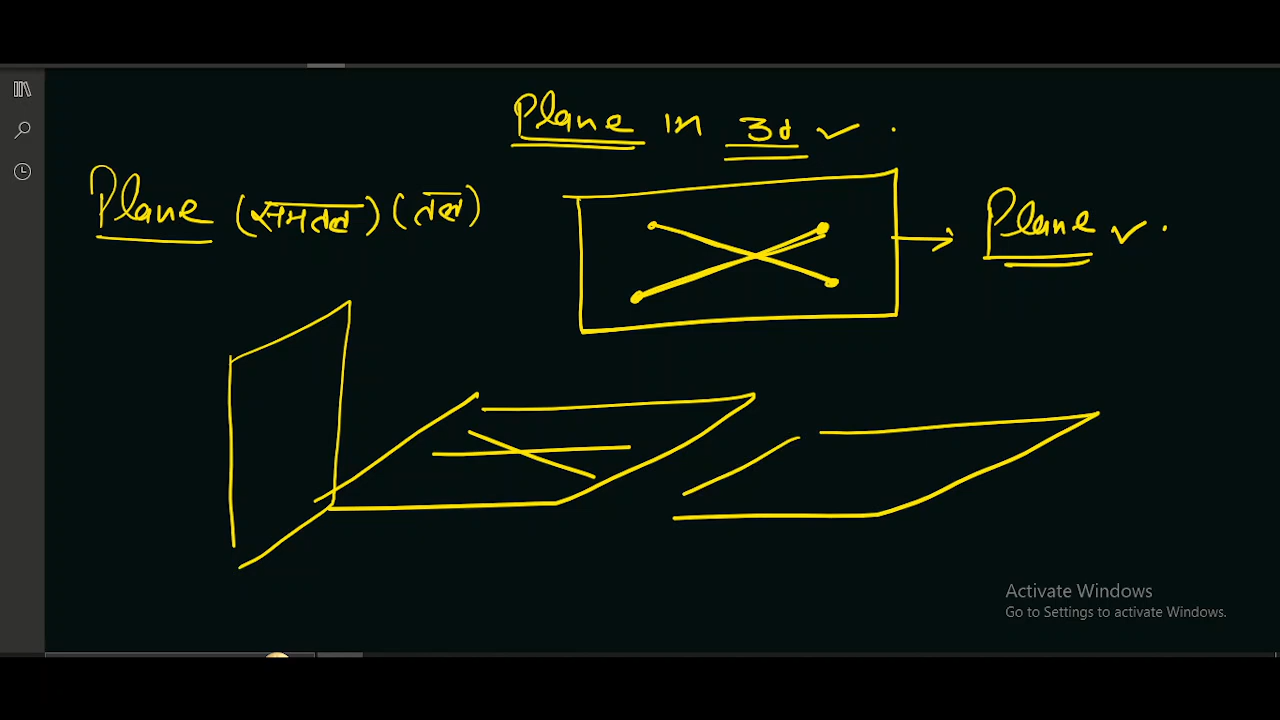 Plane in 3d
Plane (समतल) (तल)
Plane
Activate Windows
Go to Settings to activate Windows.